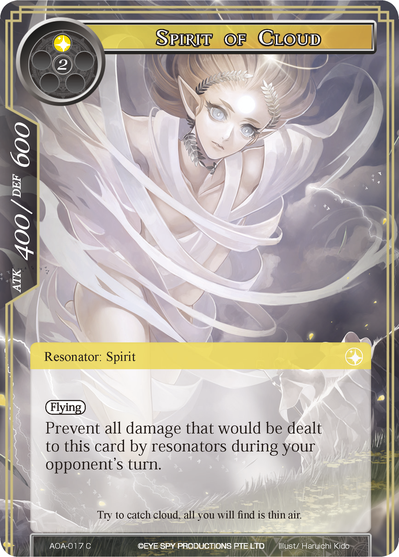 Spirit of Cloud
2
ATK 400/DEF 600
Resonator: Spirit
Flying
Prevent all damage that would be dealt
to this card by resonators during your
opponent's turn.
Try to catch cloud, all you will find is thin air.
AOA-017 C ©EYE SPY PRODUCTIONS PTE LTD Illust/ Haruichi Kido